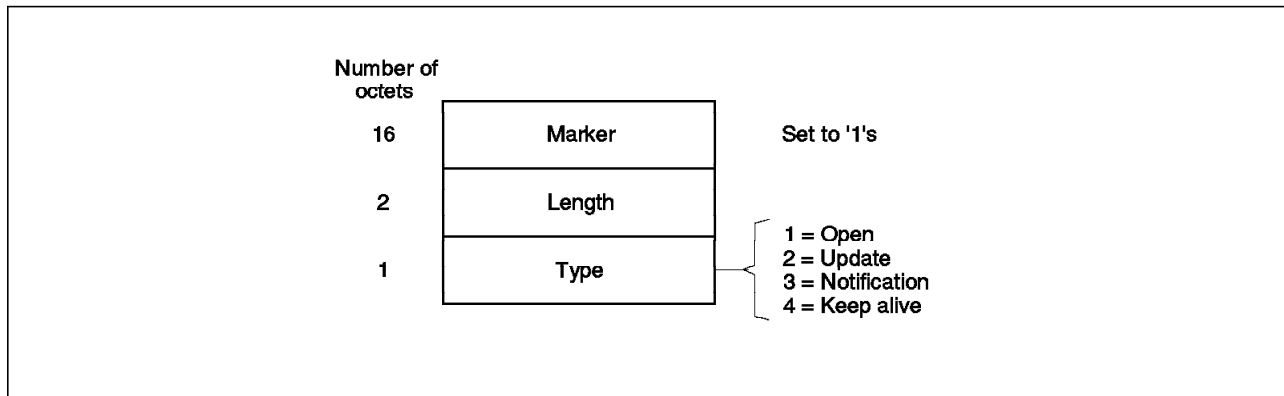 Number of
octets
16 Marker Set to '1's
2 Length
1 Type
1 = Open
2 = Update
3 = Notification
4 = Keep alive